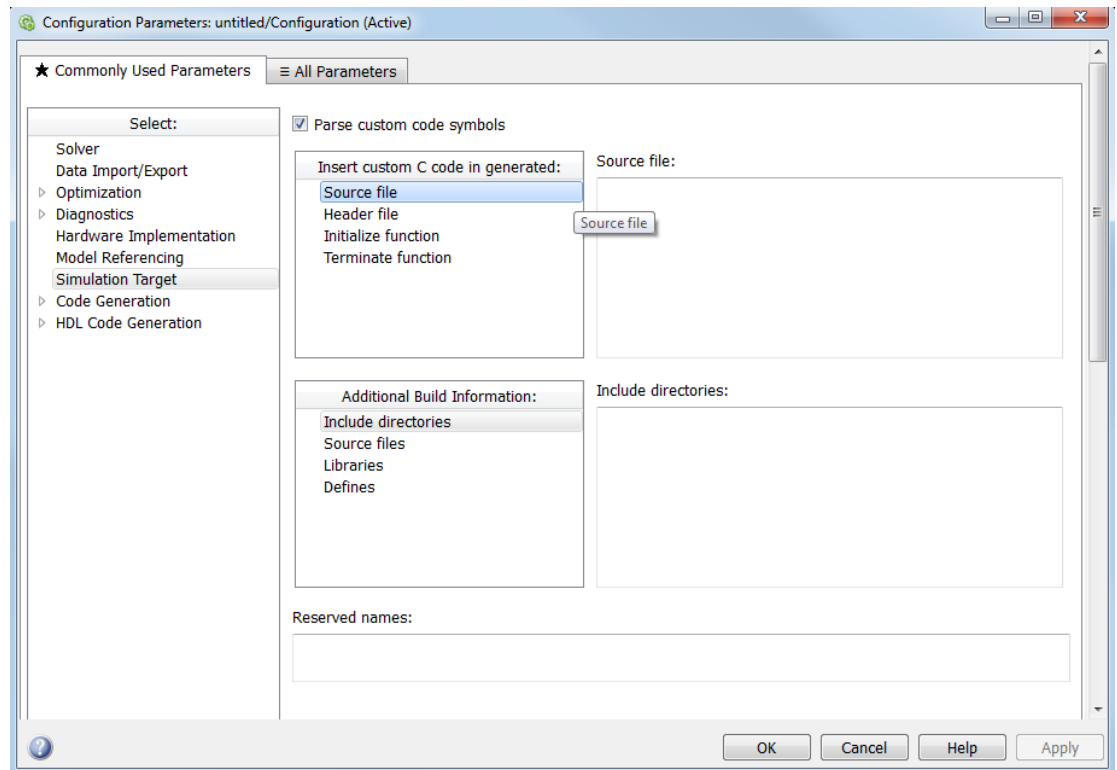 Configuration Parameters: untitled/Configuration (Active)
★ Commonly Used Parameters
≡ All Parameters
Select:
Solver
Data Import/Export
Optimization
Diagnostics
Hardware Implementation
Model Referencing
Simulation Target
Code Generation
HDL Code Generation
Parse custom code symbols
Insert custom C code in generated:
Source file
Header file
Initialize function
Terminate function
Source file:
Source file
Additional Build Information:
Include directories
Source files
Libraries
Defines
Include directories:
Reserved names:
OK
Cancel
Help
Apply